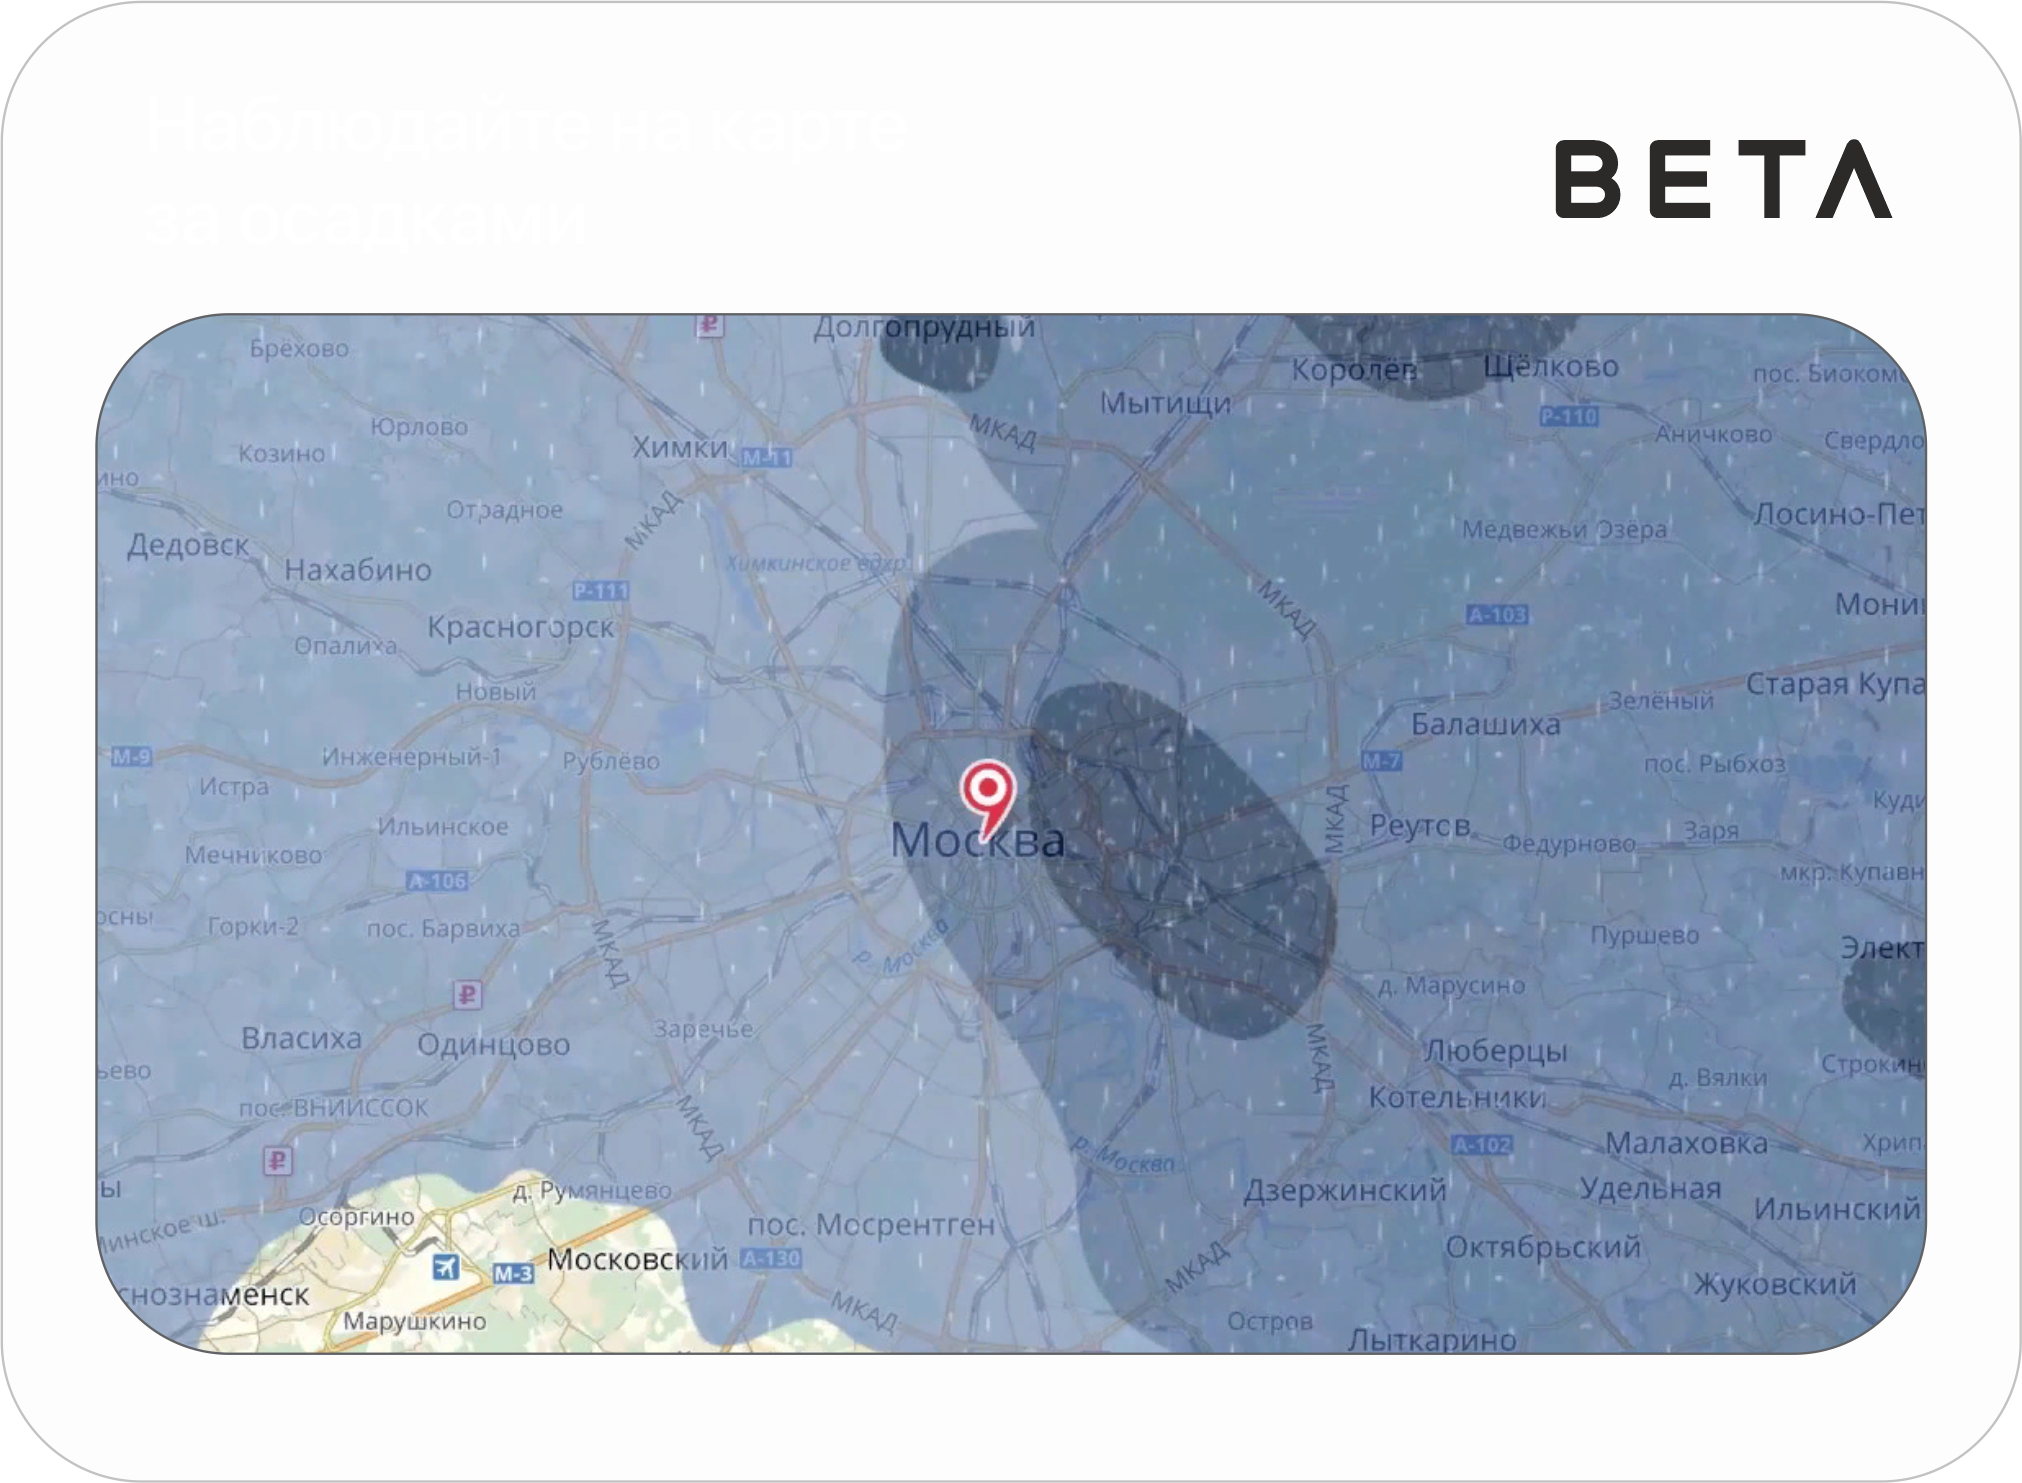 Наблюдайте на карте
за осадками
BETA
Долгопрудный
Брёхово
Королёв
Щёлково
пос. Биоком
Мытищи
Р-110
Юрлово
МКАД
Аничково
Свердло
Химки
М-11
Козино
ино
Отрадное
МКАД
Лосино-Пет
Медвежьи Озёра
Дедовск
Нахабино
Химкинское вдхр.
1
Р-111
МКАД
Мони
А-103
Красногорск
Опалиха
Новый
Старая Купа
Зелёный
Балашиха
М-9
Инженерный-1
Рублёво
М-7
пос. Рыбхоз
Истра
Куди
МКАД
Ильинское
Реутов
Заря
Москва
Федурново
Мечниково
мкр. Купавн
А-106
осны
Горки-2
пос. Барвиха
р. Москва
Пуршево
Элект
МКАД
д. Марусино
₽
Заречье
Власиха
Одинцово
Люберцы
МКАД
ьево
Строкин
д. Вялки
пос. ВНИИССОК
Котельники
МКАД
А-102
Малаховка
Хрип
р. Москва
₽
ы
д. Румянцево
Дзержинский
Удельная
Осоргино
Ильинский
Минское ш.
пос. Мосрентген
Октябрьский
Московский
А-130
М-3
МКАД
Жуковский
снознаменск
МКАД
Марушкино
Остров
Лыткарино